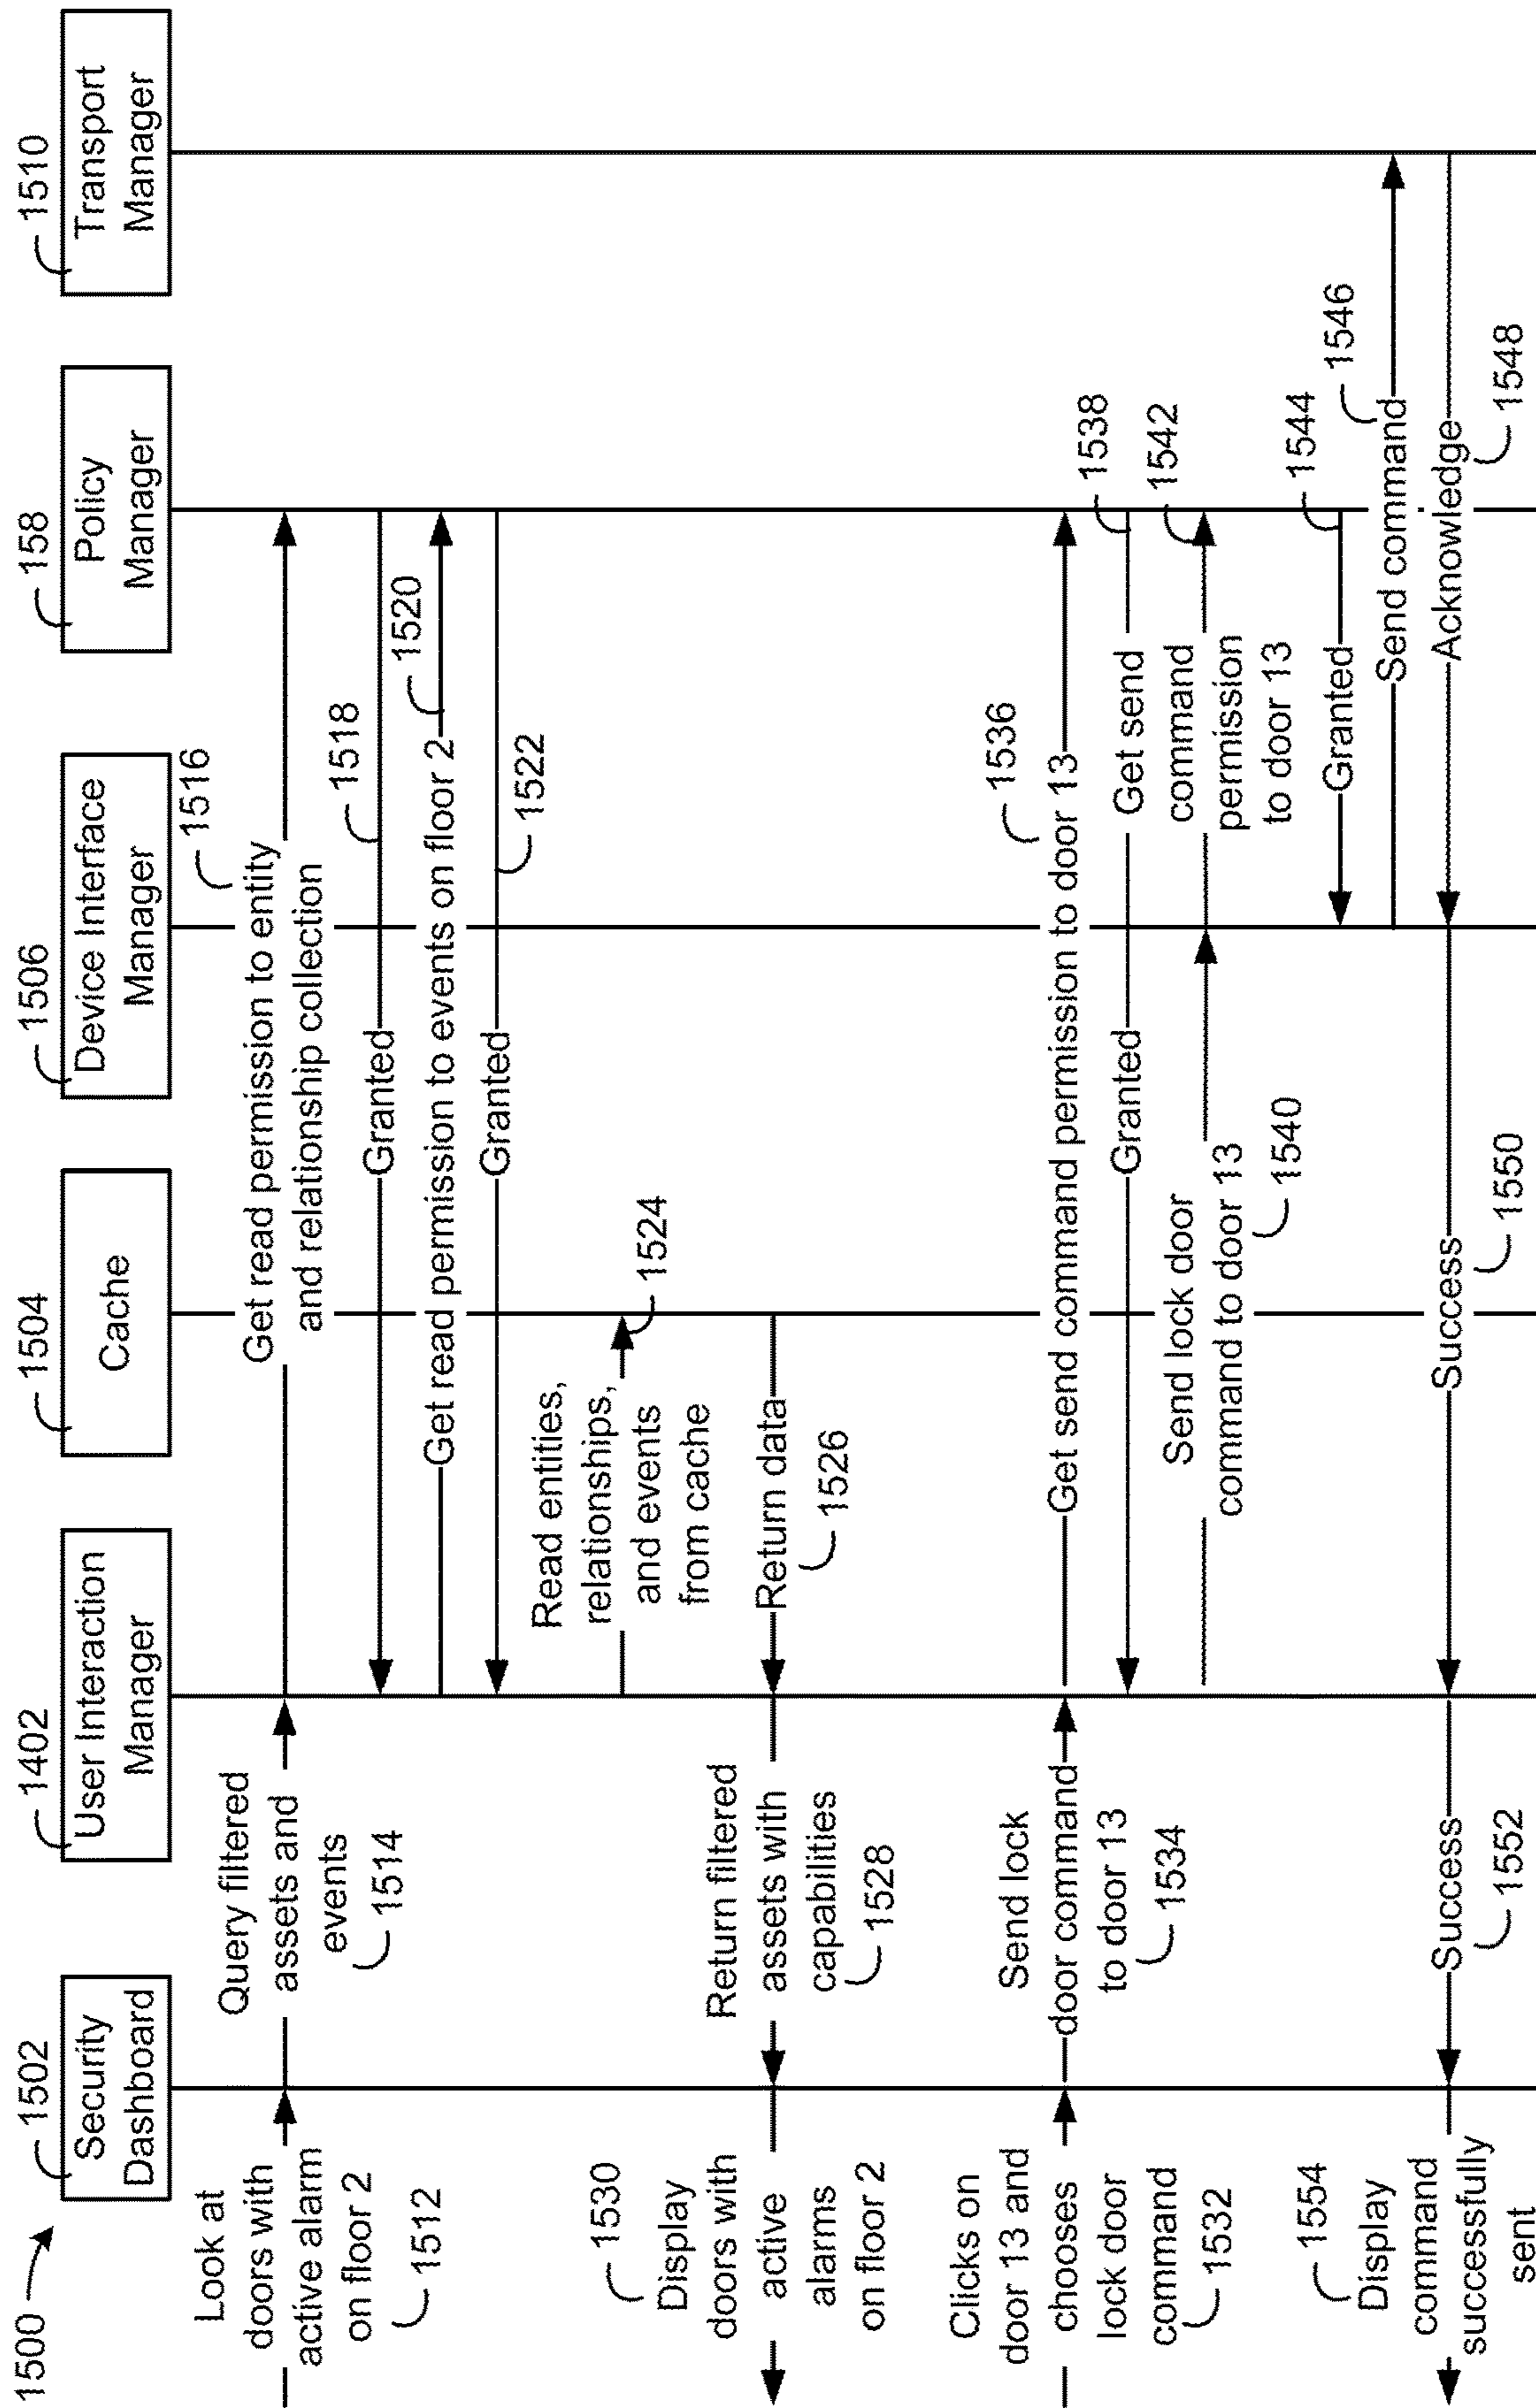 1500
1502
Security
Dashboard
1402
User Interaction
Manager
1504
Cache
1506
Device Interface
Manager
158
Policy
Manager
1510
Transport
Manager
Look at
doors with
active alarm
on floor 2
1512
Query filtered
assets and
events
1514
Get read permission to entity
and relationship collection
1516
Granted
1518
Get read permission to events on floor 2
1520
Granted
1522
Read entities,
relationships,
and events
from cache
1524
Return data
1526
Return filtered
assets with
capabilities
1528
1530
Display
doors with
active
alarms
on floor 2
Clicks on
door 13 and
chooses
lock door
command
1532
Send lock
door command
to door 13
1534
Get send command permission to door 13
1536
Granted
1538
Send lock door
command to door 13
1540
Get send
command
permission
to door 13
1542
Granted
1544
Send command
1546
Acknowledge
1548
Success
1550
Success
1552
1554
Display
command
successfully
sent